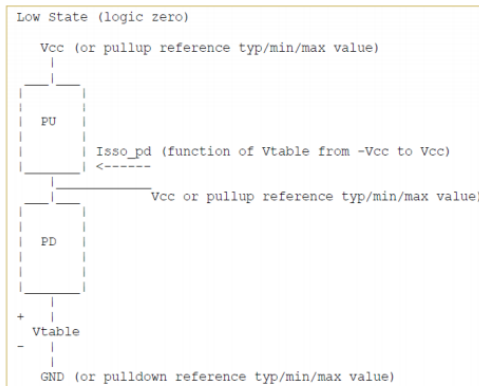 Low State (logic zero)
Vcc (or pullup reference typ/min/max value)
PU
Isso_pd (function of Vtable from -Vcc to Vcc)
<------
Vcc or pullup reference typ/min/max value)
PD
+
Vtable
-
GND (or pulldown reference typ/min/max value)